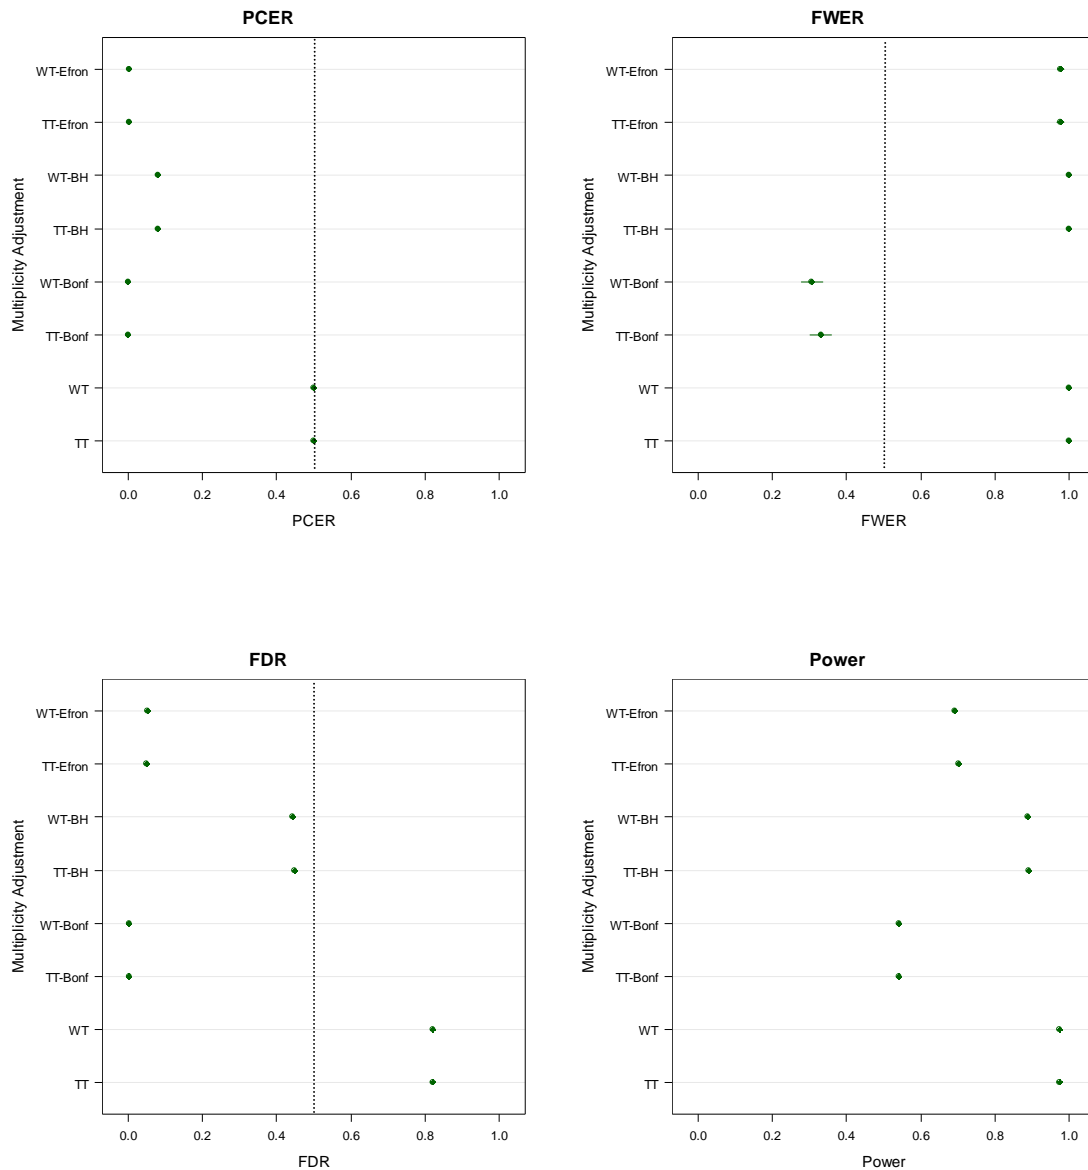 PCER
Multiplicity Adjustment
WT-Efron
TT-Efron
WT-BH
TT-BH
WT-Bonf
TT-Bonf
WT
TT
0.0 0.2 0.4 0.6 0.8 1.0
PCER
FWER
Multiplicity Adjustment
WT-Efron
TT-Efron
WT-BH
TT-BH
WT-Bonf
TT-Bonf
WT
TT
0.0 0.2 0.4 0.6 0.8 1.0
FWER
FDR
Multiplicity Adjustment
WT-Efron
TT-Efron
WT-BH
TT-BH
WT-Bonf
TT-Bonf
WT
TT
0.0 0.2 0.4 0.6 0.8 1.0
FDR
Power
Multiplicity Adjustment
WT-Efron
TT-Efron
WT-BH
TT-BH
WT-Bonf
TT-Bonf
WT
TT
0.0 0.2 0.4 0.6 0.8 1.0
Power